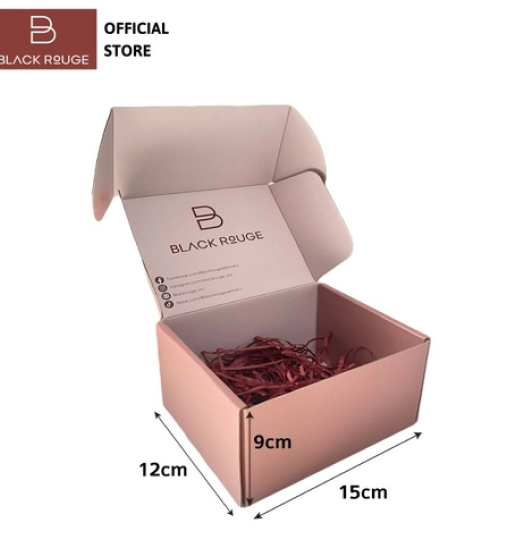 B
BLACK ROUGE
OFFICIAL
STORE
B
BLACK ROUGE
9cm
12cm
15cm